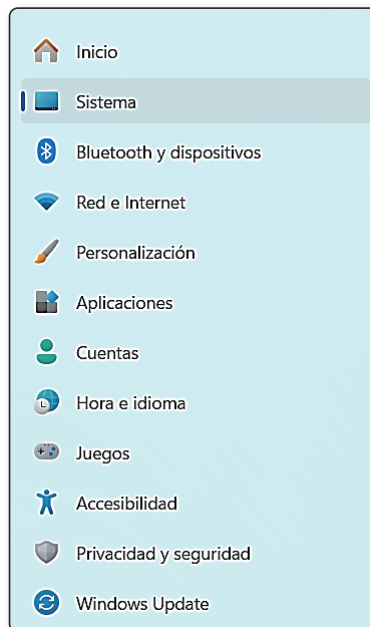 Inicio
Sistema
Bluetooth y dispositivos
Red e Internet
Personalización
Aplicaciones
Cuentas
Hora e idioma
Juegos
Accesibilidad
Privacidad y seguridad
Windows Update